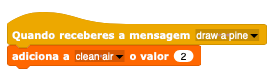 Quando receberes a mensagem draw a pine
adiciona a clean air o valor 2